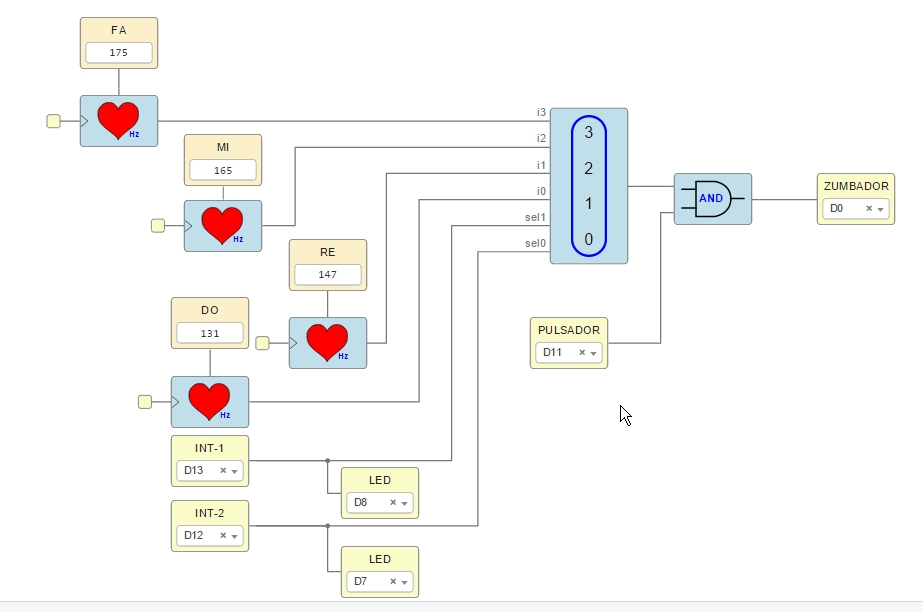 FA
175
Hz
MI
165
Hz
RE
147
Hz
DO
131
Hz
i3
i2
i1
i0
sel1
sel0
3
2
1
0
AND
ZUMBADOR
D0 ×
PULSADOR
D11 ×
INT-1
D13 ×
LED
D8 ×
INT-2
D12 ×
LED
D7 ×